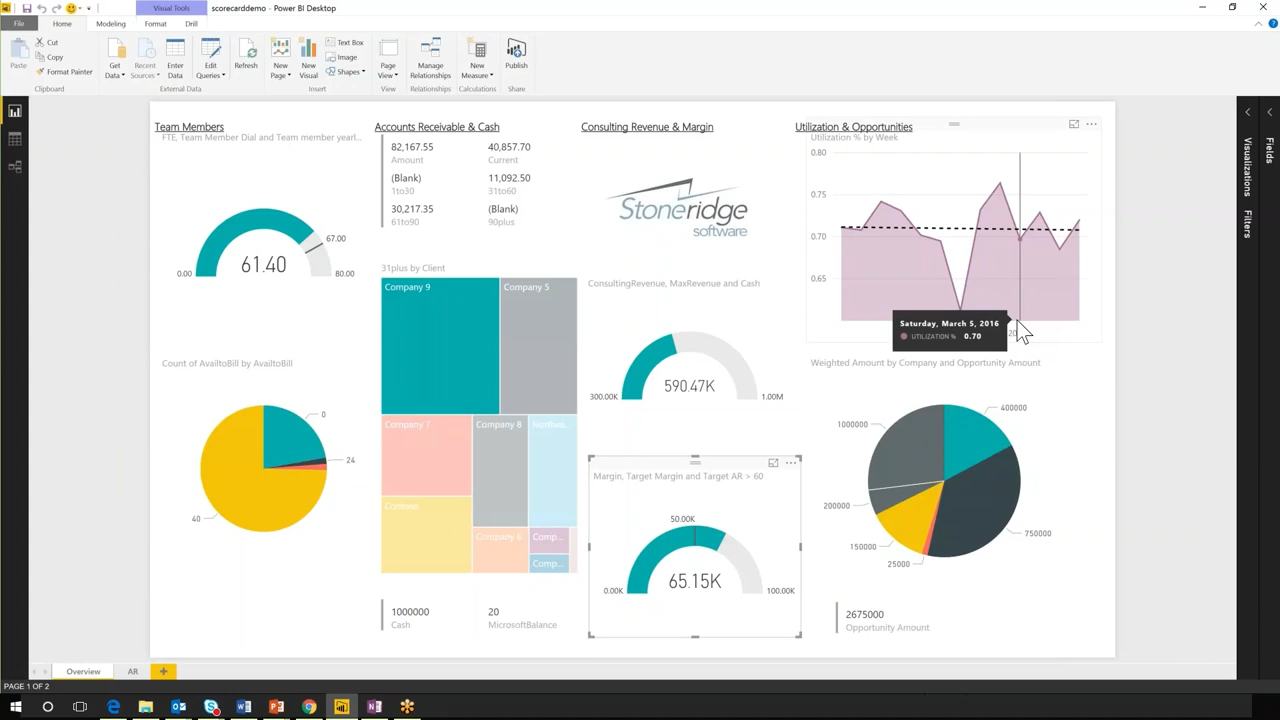 Visual Tools
scorecarddemo - Power BI Desktop
File
Home
Modeling
Format
Drill
Paste
Cut
Copy
Format Painter
Get Data
Recent Sources
Enter Data
Edit Queries
Refresh
New Page
New Visual
Text Box
Image
Shapes
Page View
Manage Relationships
New Measure
Publish
Clipboard
External Data
Insert
View
Relationships
Calculations
Share
Team Members
FTE, Team Member Dial and Team member yearl...
67.00
61.40
0.00
80.00
Count of AvailtoBill by AvailtoBill
0
24
40
Accounts Receivable & Cash
82,167.55
40,857.70
Amount
Current
(Blank)
11,092.50
1to30
31to60
30,217.35
(Blank)
61to90
90plus
31plus by Client
Company 9
Company 5
Company 7
Company 8
Northwi...
Contoso
Company 6
Comp...
Comp...
1000000
20
Cash
MicrosoftBalance
Consulting Revenue & Margin
Stoneridge
software
ConsultingRevenue, MaxRevenue and Cash
590.47K
300.00K
1.00M
Margin, Target Margin and Target AR > 60
50.00K
65.15K
0.00K
100.00K
Utilization & Opportunities
Utilization % by Week
0.80
0.75
0.70
0.65
Saturday, March 5, 2016
UTILIZATION % 0.70
Weighted Amount by Company and Opportunity Amount
400000
1000000
200000
150000
25000
750000
2675000
Opportunity Amount
Visualizations
Filters
Fields
Overview
AR
PAGE 1 OF 2